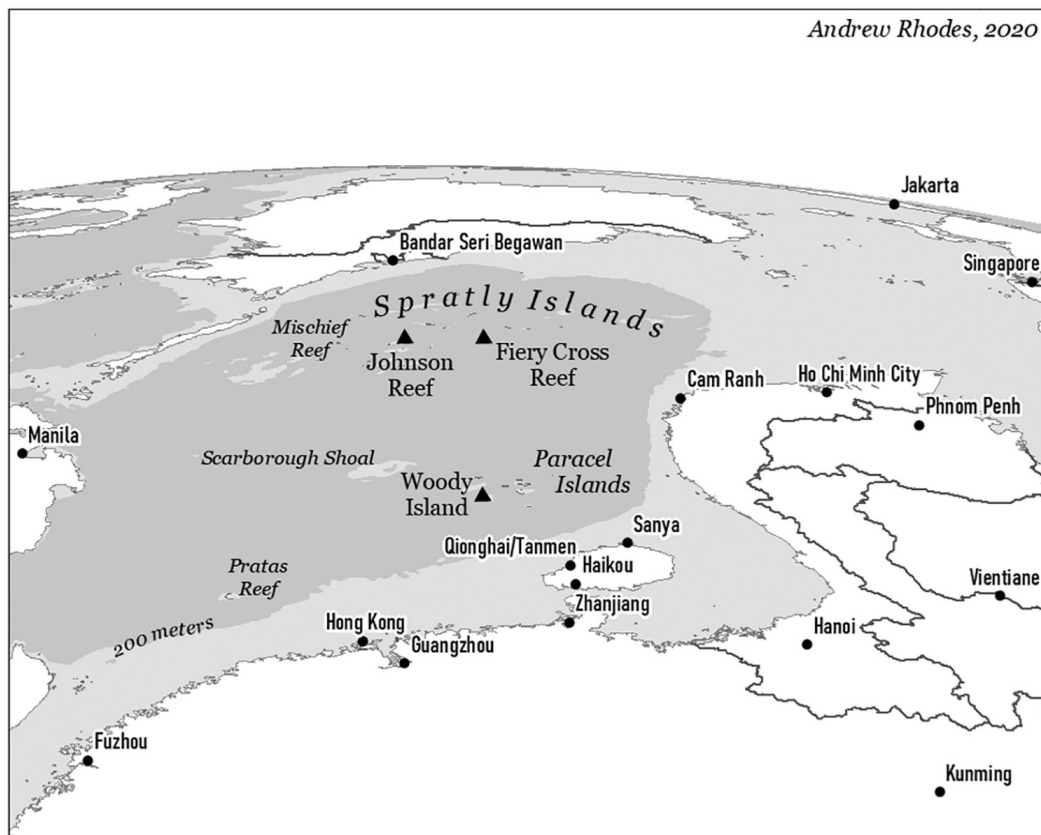 Andrew Rhodes, 2020
Jakarta
Bandar Seri Begawan
Singapore
Spratly Islands
Mischief
Reef
Johnson
Reef
Fiery Cross
Reef
Cam Ranh
Ho Chi Minh City
Phnom Penh
Manila
Scarborough Shoal
Woody
Island
Paracel
Islands
Sanya
Qionghai/Tanmen
Haikou
Pratas
Reef
Vientiane
Zhanjiang
200 meters
Hong Kong
Hanoi
Guangzhou
Fuzhou
Kunming